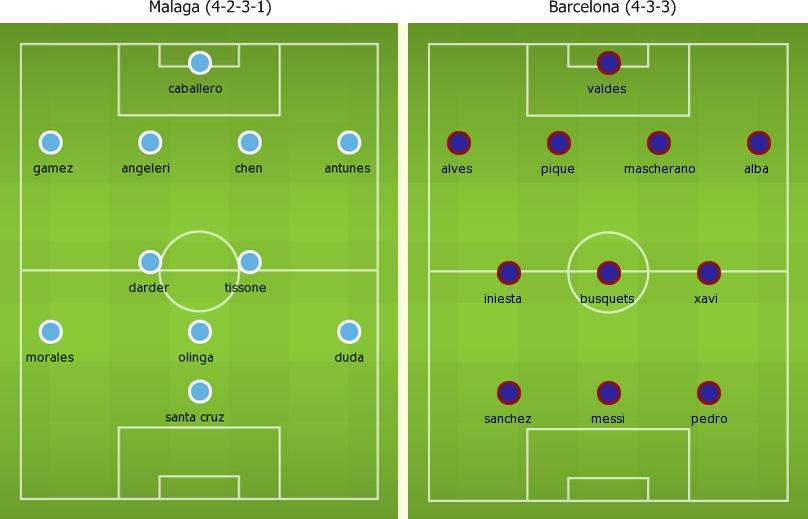 Malaga (4-2-3-1)
caballero
gamez angeleri chen antunes
darder tissone
morales olinga duda
santa cruz
Barcelona (4-3-3)
valdes
alves pique mascherano alba
iniesta busquets xavi
sanchez messi pedro